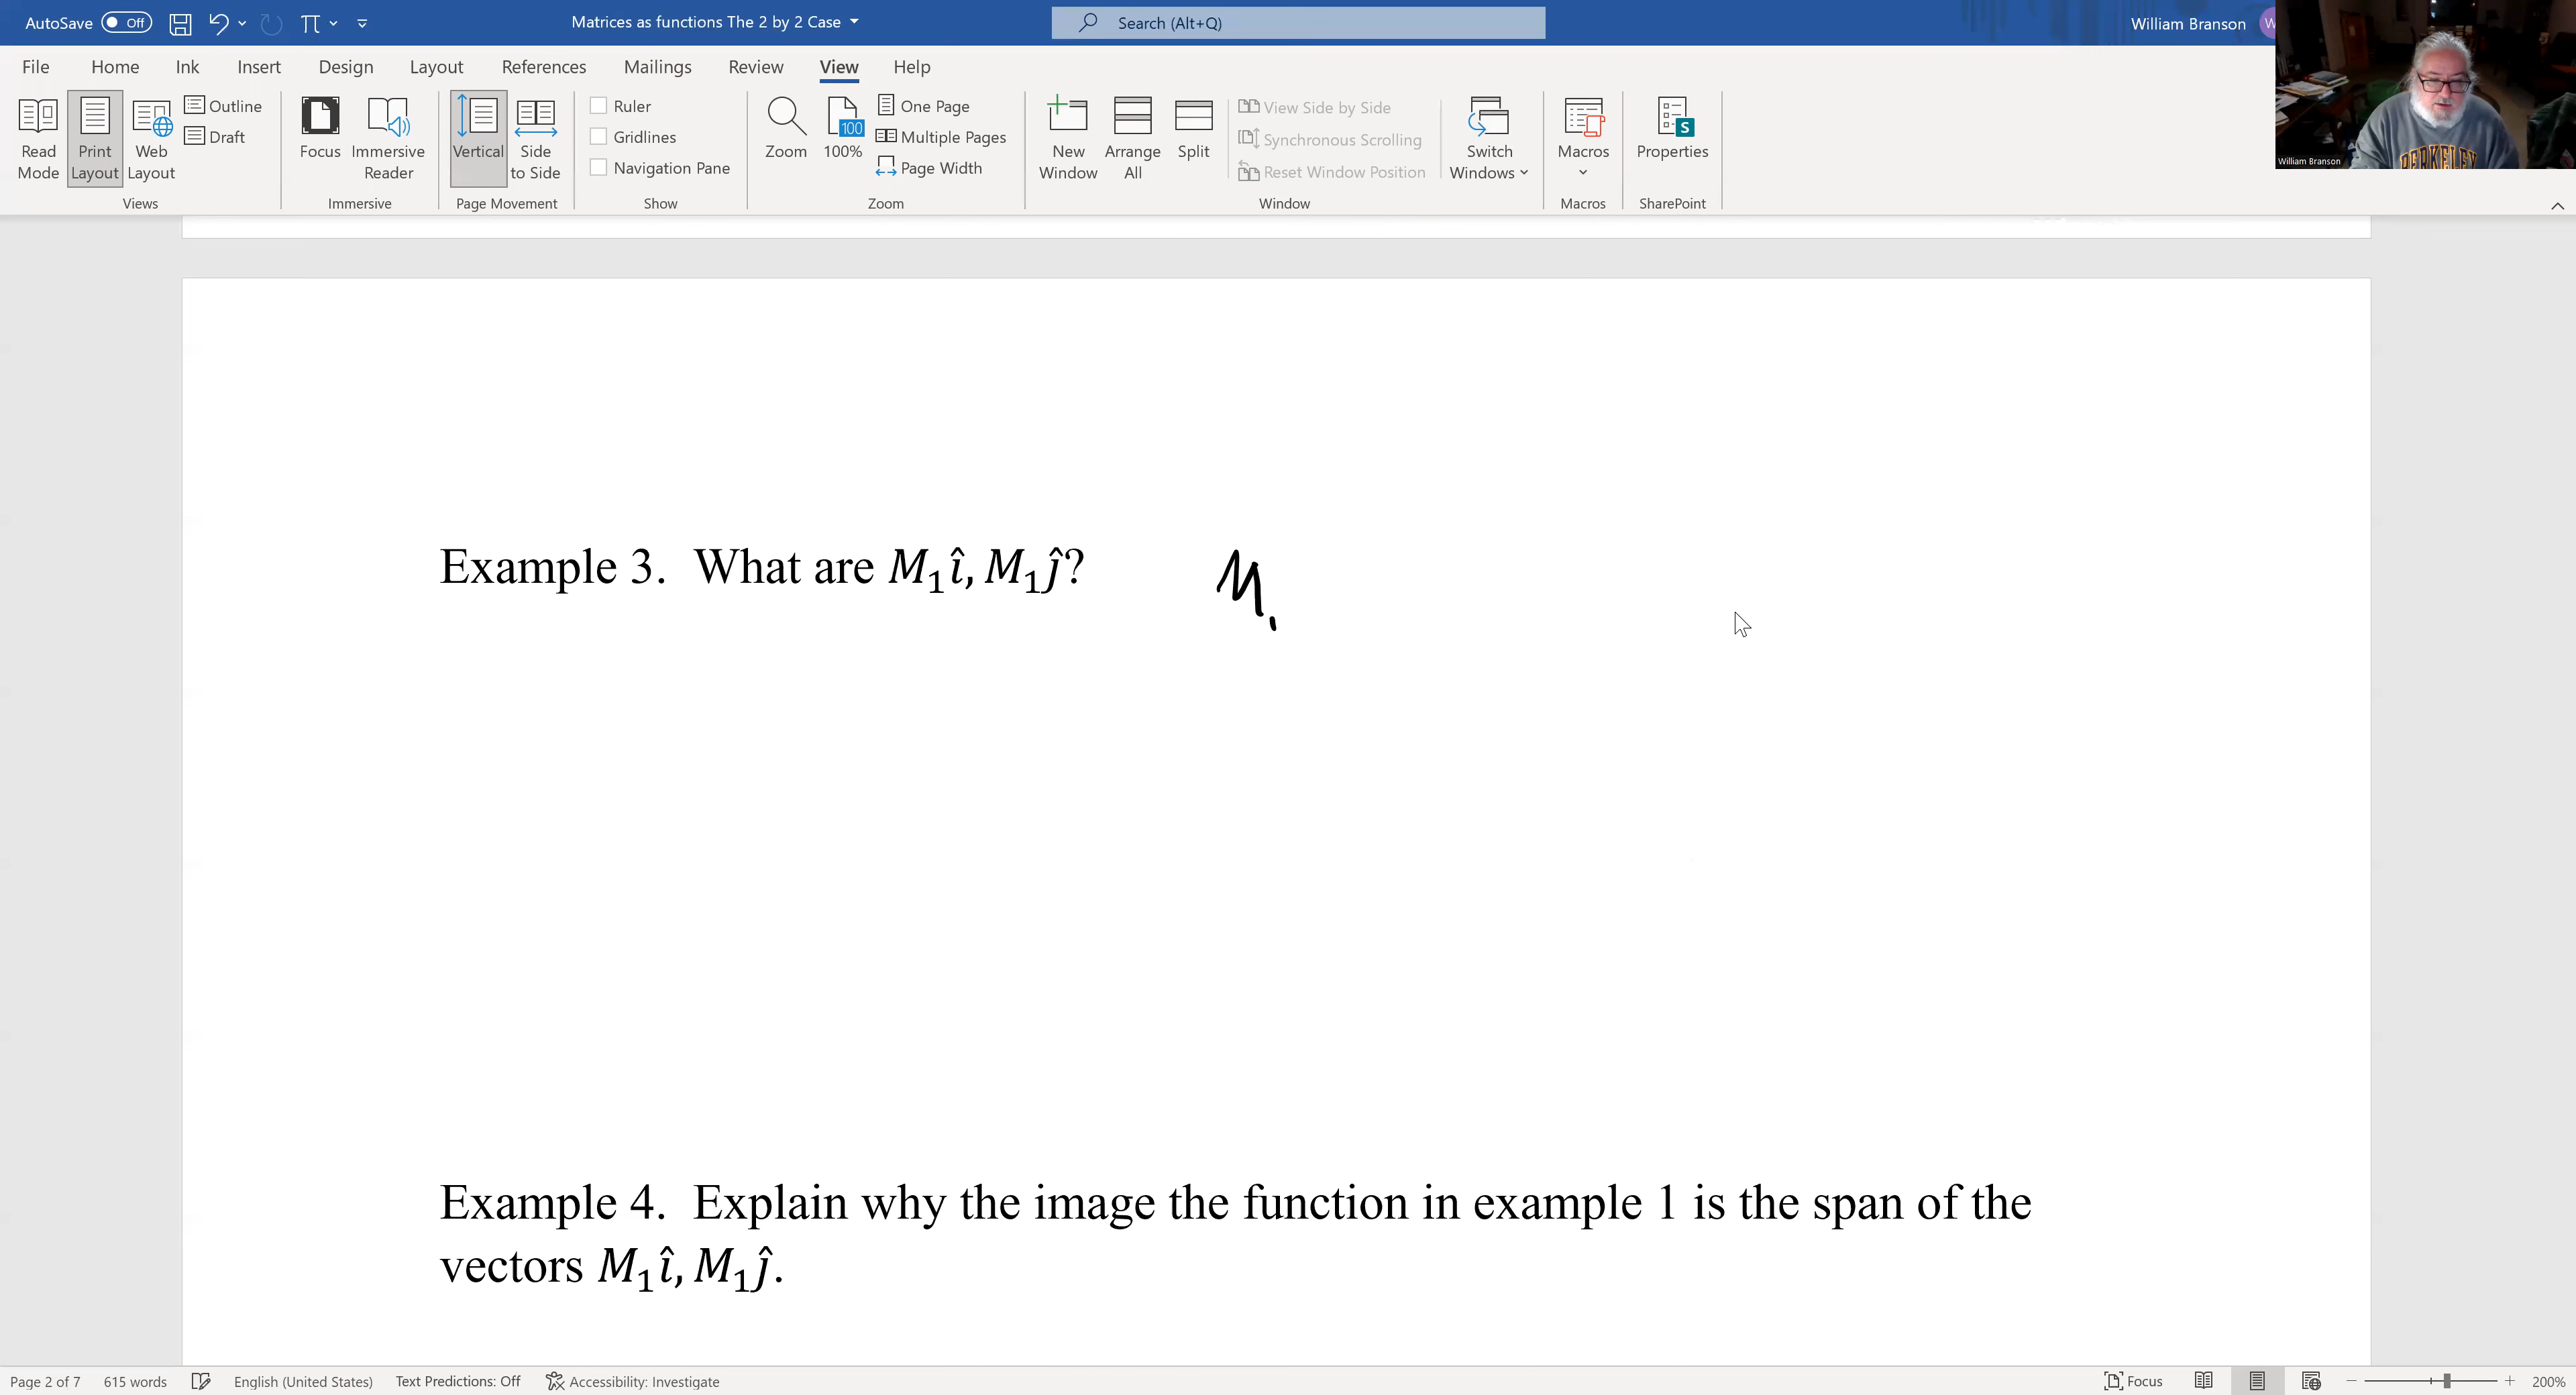 AutoSave Off Matrices as functions The 2 by 2 Case Search (Alt+Q) William Branson W
File Home Ink Insert Design Layout References Mailings Review View Help
Read Mode Print Layout Web Layout Outline Draft
Views
Focus Immersive Reader
Immersive
Vertical Side to Side
Page Movement
Ruler
Gridlines
Navigation Pane
Show
Zoom 100 100% One Page Multiple Pages Page Width
Zoom
New Window Arrange All Split View Side by Side Synchronous Scrolling Reset Window Position Switch Windows
Window
Macros
Macros
S Properties
SharePoint
William Branson
BERKELEY
Example 3. What are M₁î, M₁ĵ? M₁
Example 4. Explain why the image the function in example 1 is the span of the
vectors M₁î, M₁ĵ.
Page 2 of 7 615 words English (United States) Text Predictions: Off Accessibility: Investigate Focus 200%